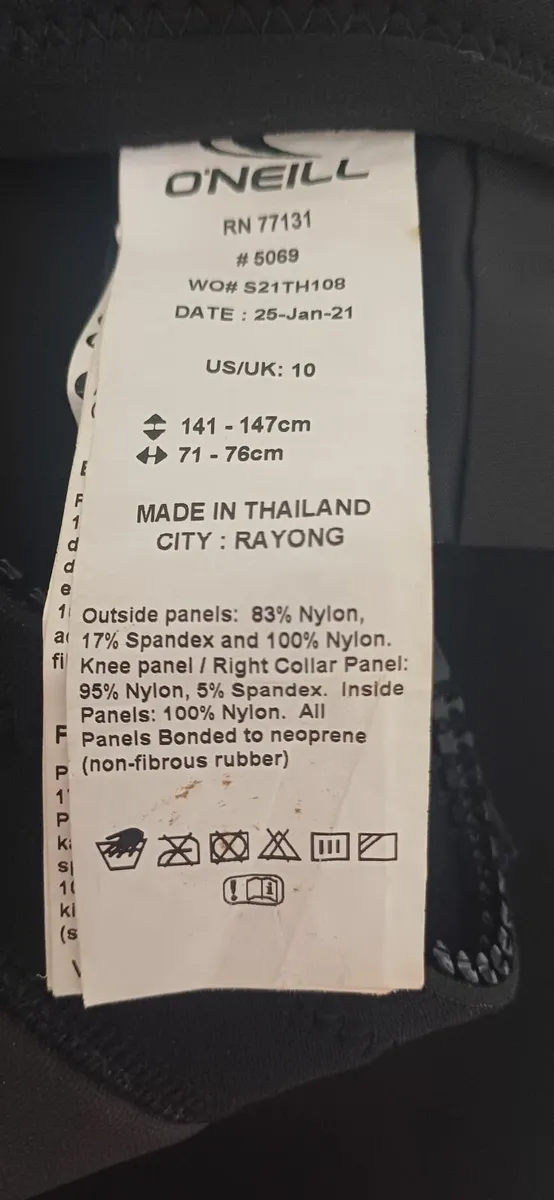 O'NEILL
RN 77131
# 5069
WO# S21TH108
DATE : 25-Jan-21
US/UK: 10
141 - 147cm
71 - 76cm
MADE IN THAILAND
CITY : RAYONG
Outside panels: 83% Nylon,
17% Spandex and 100% Nylon.
Knee panel / Right Collar Panel:
95% Nylon, 5% Spandex. Inside
Panels: 100% Nylon. All
Panels Bonded to neoprene
(non-fibrous rubber)